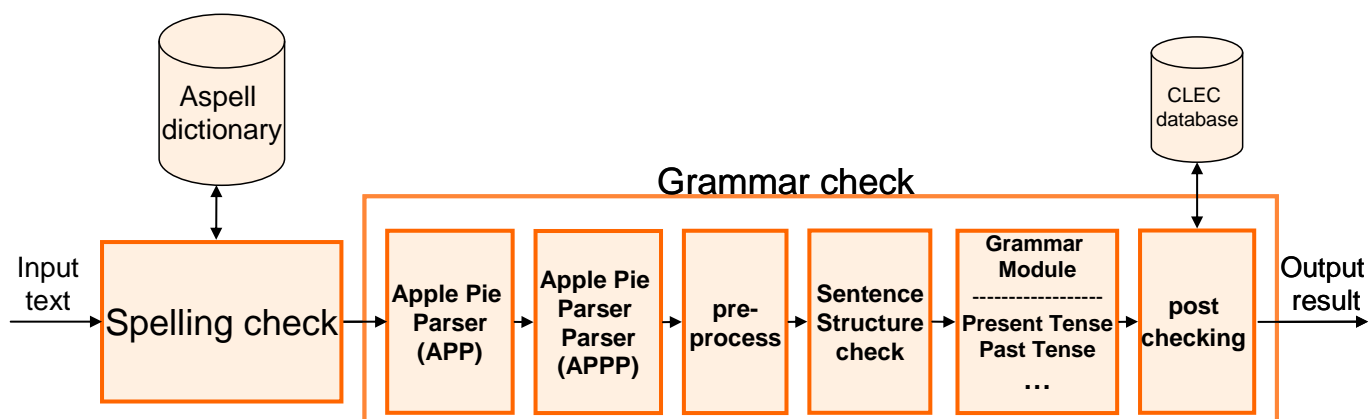 Aspell
dictionary
CLEC
database
Grammar check
Input
text
Spelling check
Apple Pie
Parser
(APP)
Apple Pie
Parser
Parser
(APPP)
pre-
process
Sentence
Structure
check
Grammar
Module
------------------
Present Tense
Past Tense
...
post
checking
Output
result